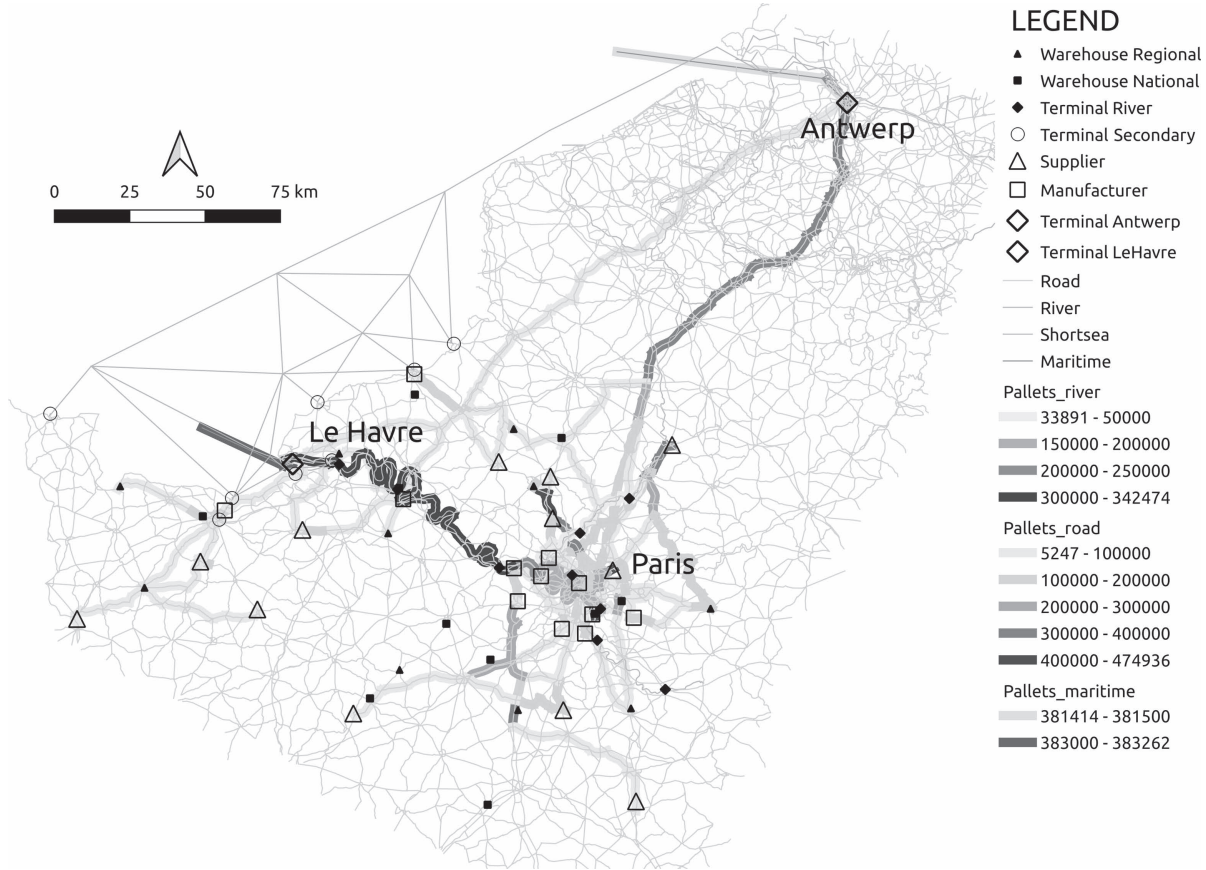 LEGEND
Warehouse Regional
Warehouse National
Terminal River
Terminal Secondary
Supplier
Manufacturer
Terminal Antwerp
Terminal LeHavre
Road
River
Shortsea
Maritime
Pallets_river
33891 - 50000
150000 - 200000
200000 - 250000
300000 - 342474
Pallets_road
5247 - 100000
100000 - 200000
200000 - 300000
300000 - 400000
400000 - 474936
Pallets_maritime
381414 - 381500
383000 - 383262
0 25 50 75 km
Antwerp
Le Havre
Paris